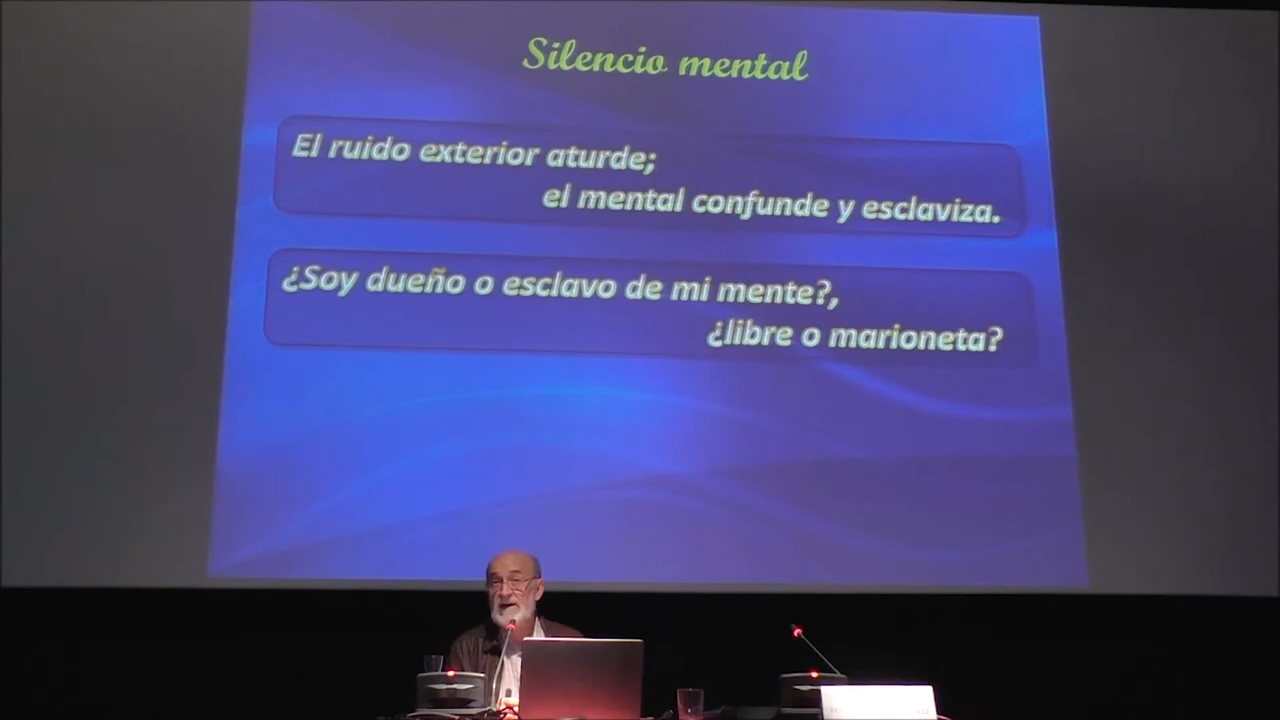 Silencio mental
El ruido exterior aturde;
el mental confunde y esclaviza.
¿Soy dueño o esclavo de mi mente?,
¿libre o marioneta?